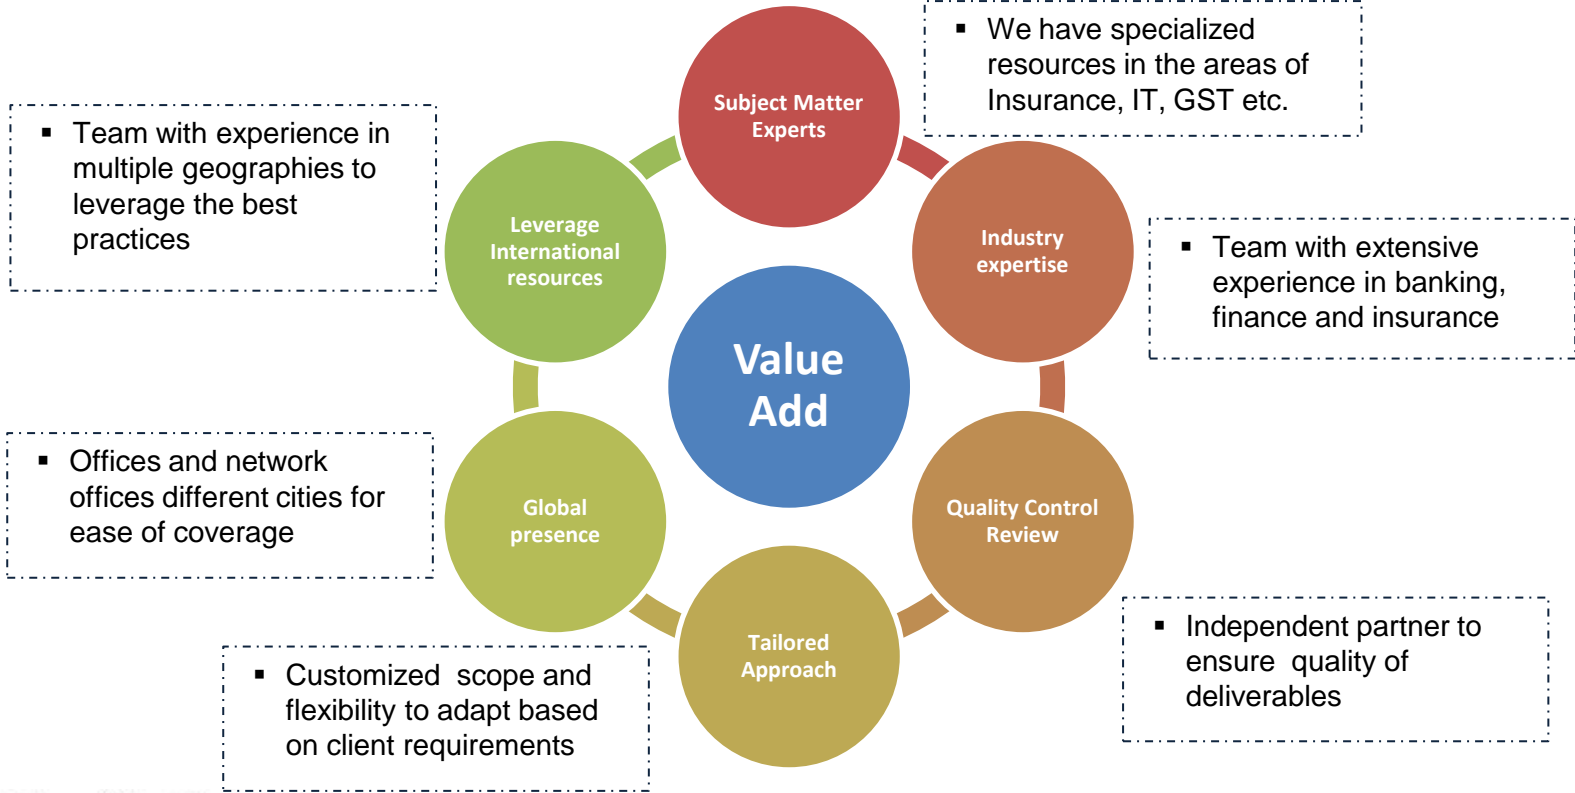 ▪ We have specialized
resources in the areas of
Insurance, IT, GST etc.
Subject Matter
Experts
▪ Team with experience in
multiple geographies to
leverage the best
practices
Leverage
International
resources
Industry
expertise
▪ Team with extensive
experience in banking,
finance and insurance
Value
Add
▪ Offices and network
offices different cities for
ease of coverage
Global
presence
Quality Control
Review
▪ Independent partner to
ensure quality of
deliverables
Tailored
Approach
▪ Customized scope and
flexibility to adapt based
on client requirements